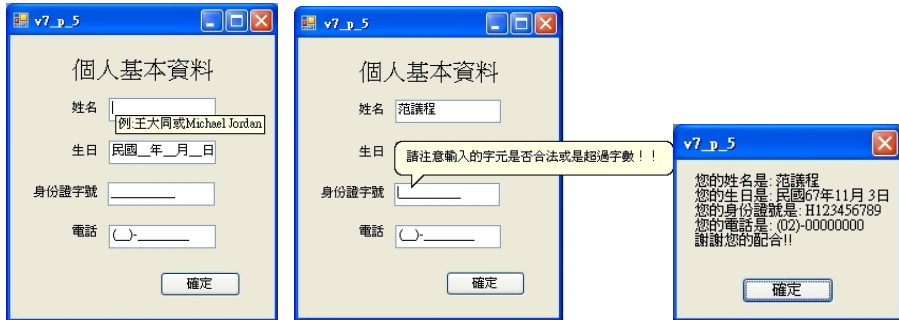 v7_p_5
個人基本資料
姓名
例:王大同或Michael Jordan
生日 民國__年__月__日
身份證字號 _________
電話 (__)-________
確定
v7_p_5
個人基本資料
姓名 范議程
生日
請注意輸入的字元是否合法或是超過字數！！
身份證字號 _________
電話 (__)-________
確定
v7_p_5
您的姓名是: 范議程
您的生日是: 民國67年11月 3日
您的身份證號是: H123456789
您的電話是: (02)-00000000
謝謝您的配合!!
確定